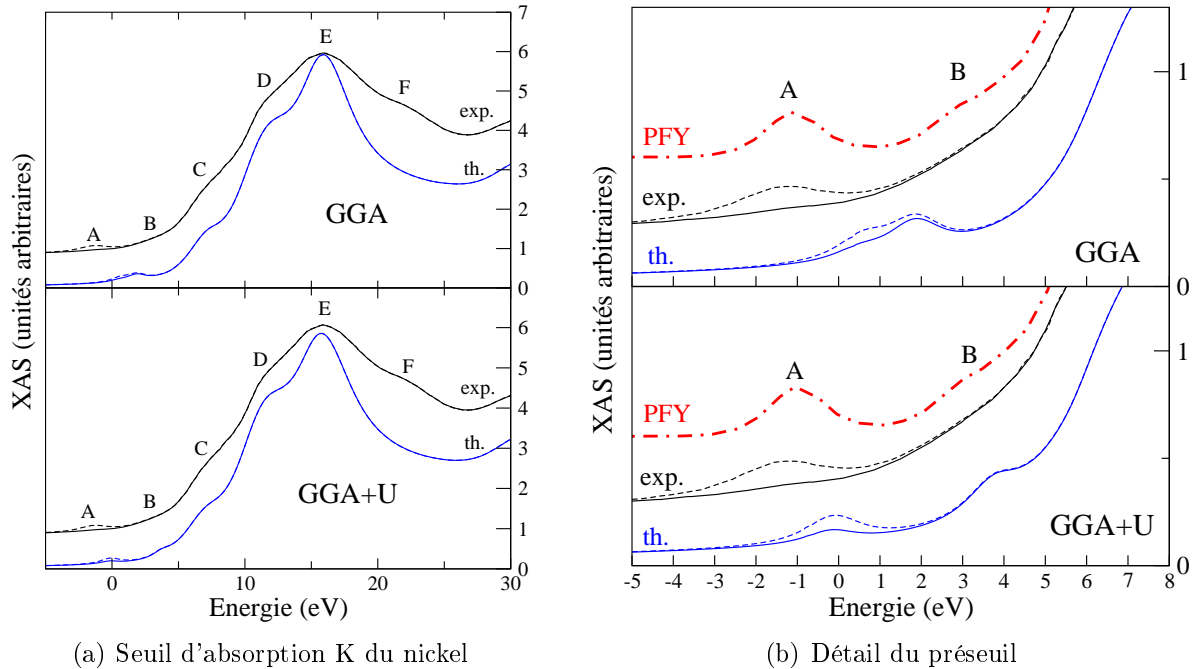 7
6
5
4
3
2
1
0
A
B
C
D
E
F
exp.
th.
GGA
6
5
4
3
2
1
0
A
B
C
D
E
F
exp.
th.
GGA+U
0
10
20
30
XAS (unités arbitraires)
Energie (eV)
(a) Seuil d'absorption K du nickel
1
0
A
B
PFY
exp.
th.
GGA
1
0
A
B
PFY
exp.
th.
GGA+U
-5 -4 -3 -2 -1 0 1 2 3 4 5 6 7 8
XAS (unités arbitraires)
Energie (eV)
(b) Détail du préseuil